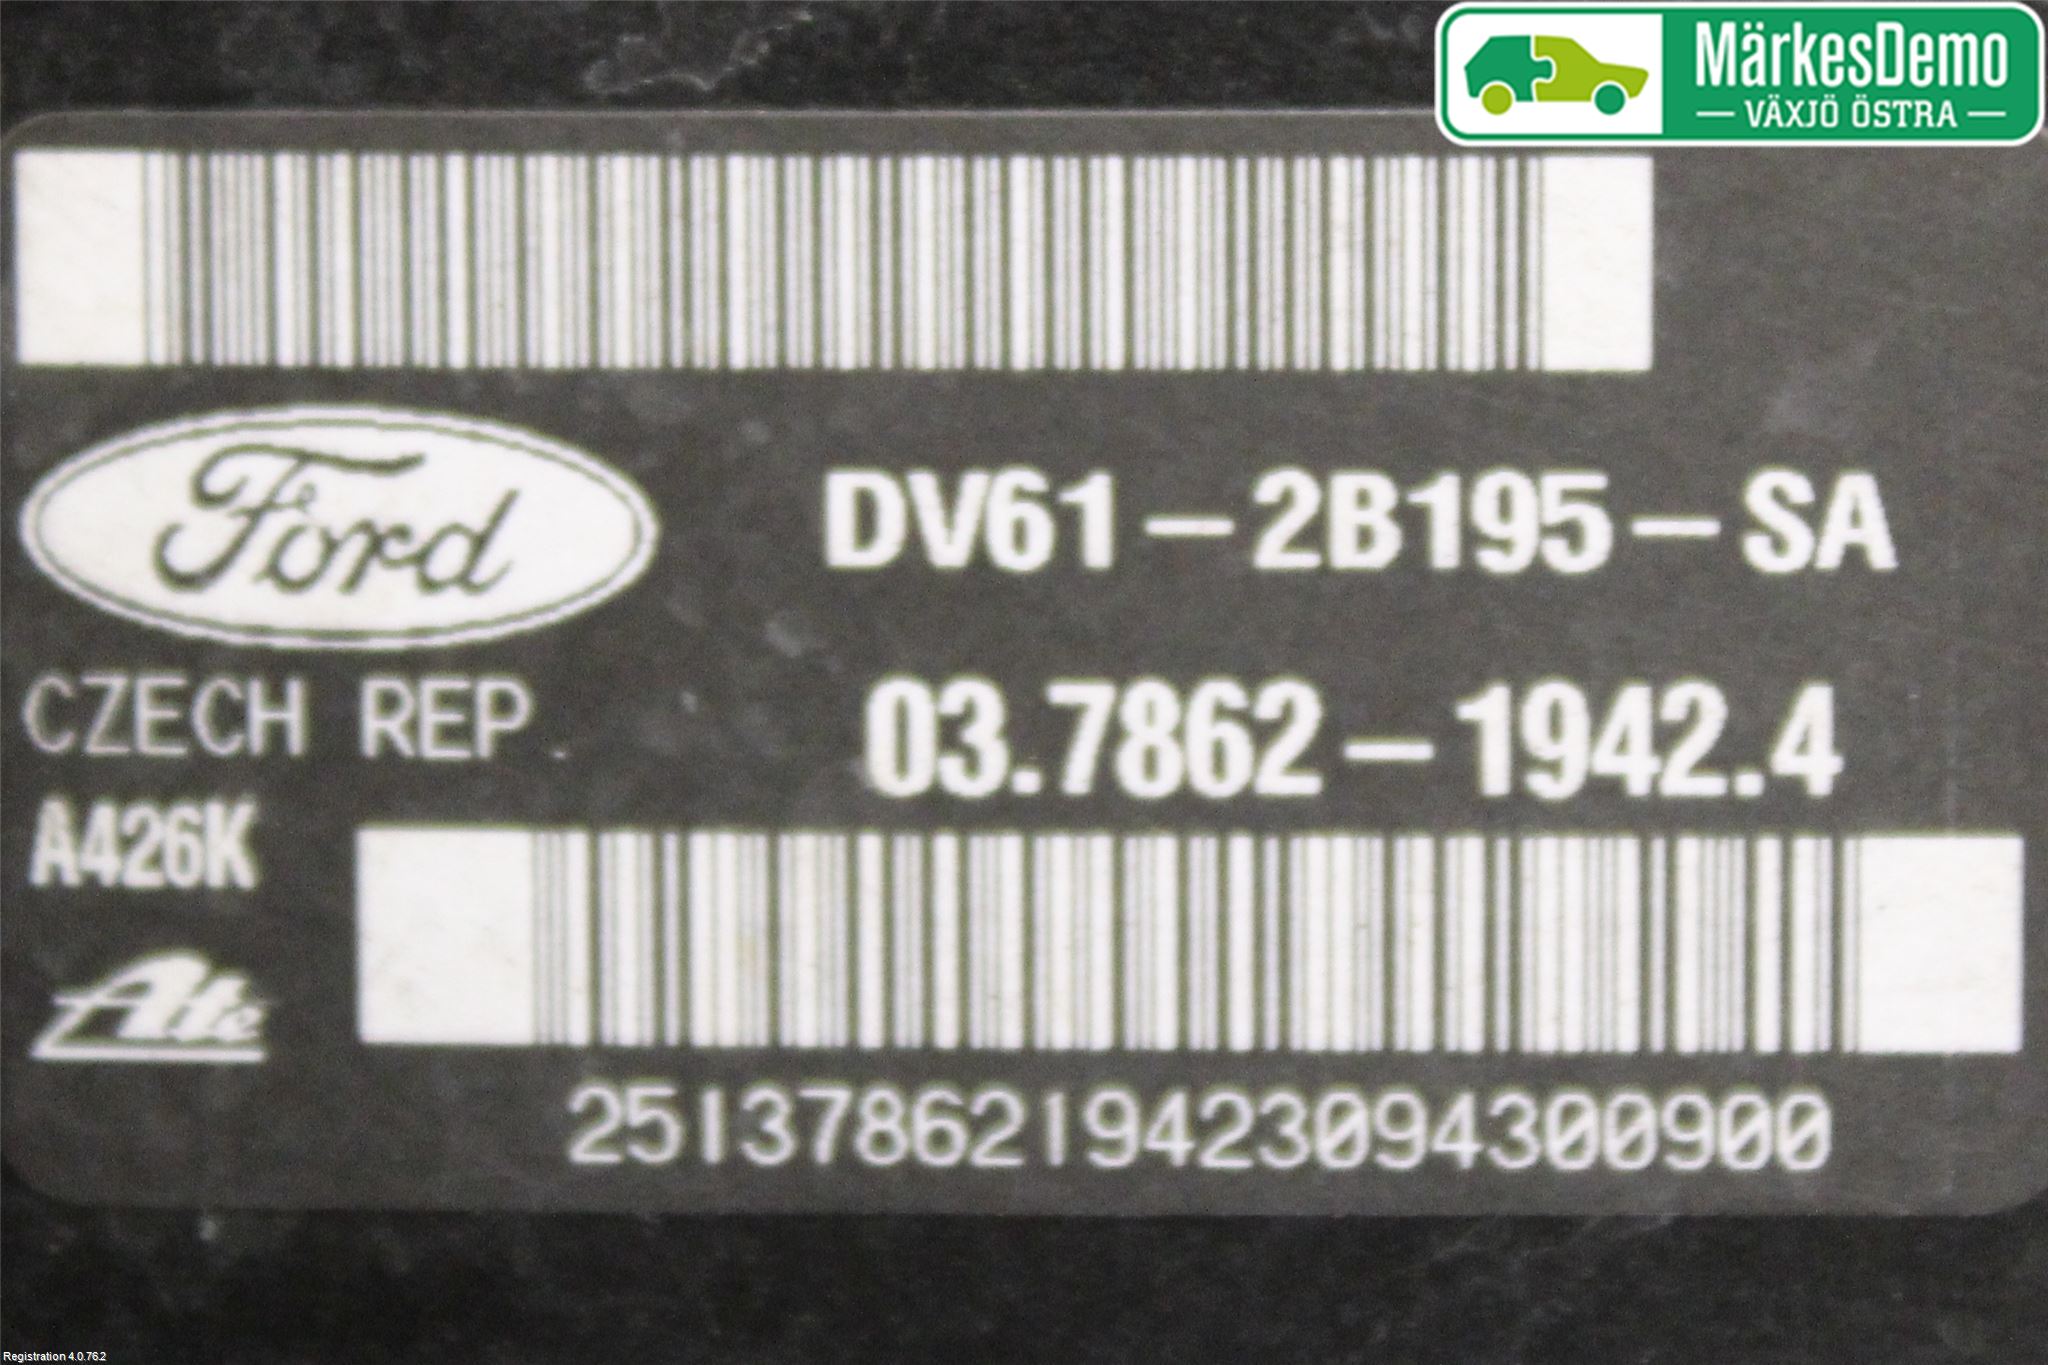 MärkesDemo
VÄXJÖ ÖSTRA
Ford
DV61-2B195-SA
CZECH REP
03.7862-1942.4
A426K
Ate
2513786219423094300900
Registration 4.0.76.2